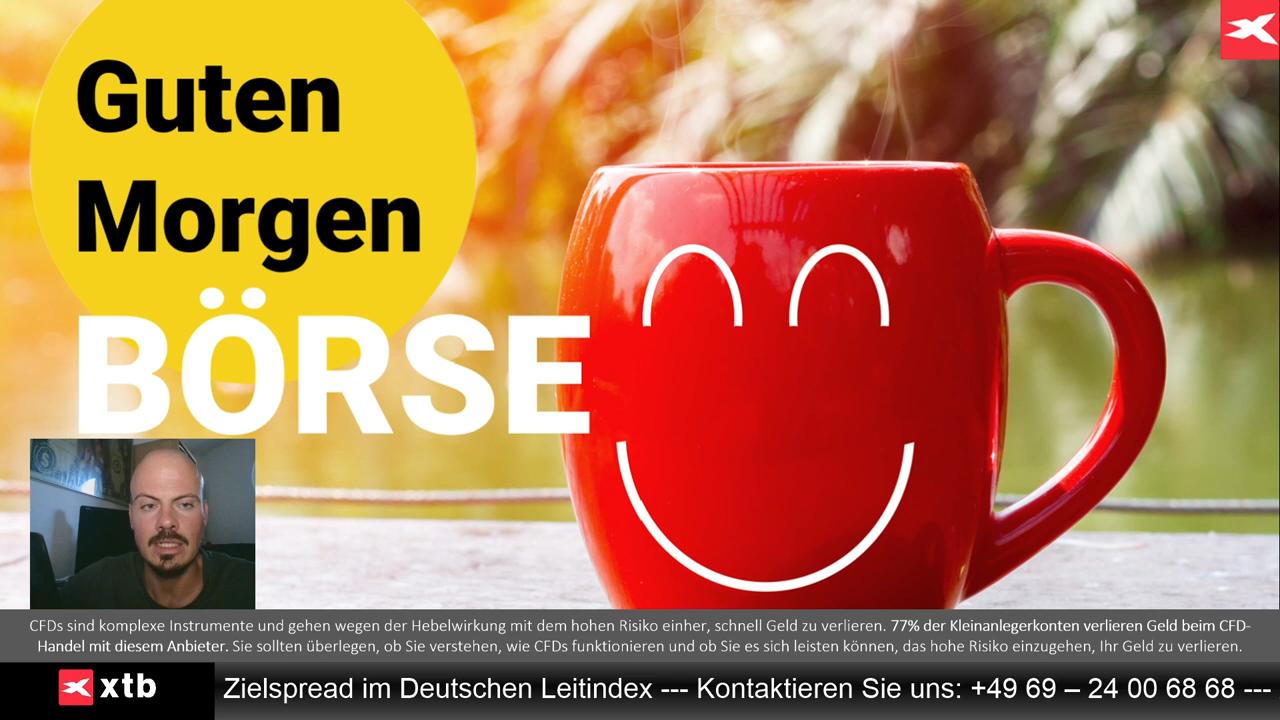 Guten
Morgen
BÖRSE
CFDs sind komplexe Instrumente und gehen wegen der Hebelwirkung mit dem hohen Risiko einher, schnell Geld zu verlieren. 77% der Kleinanlegerkonten verlieren Geld beim CFD-
Handel mit diesem Anbieter. Sie sollten überlegen, ob Sie verstehen, wie CFDs funktionieren und ob Sie es sich leisten können, das hohe Risiko einzugehen, Ihr Geld zu verlieren.
xtb
Zielspread im Deutschen Leitindex --- Kontaktieren Sie uns: +49 69 – 24 00 68 68 ---